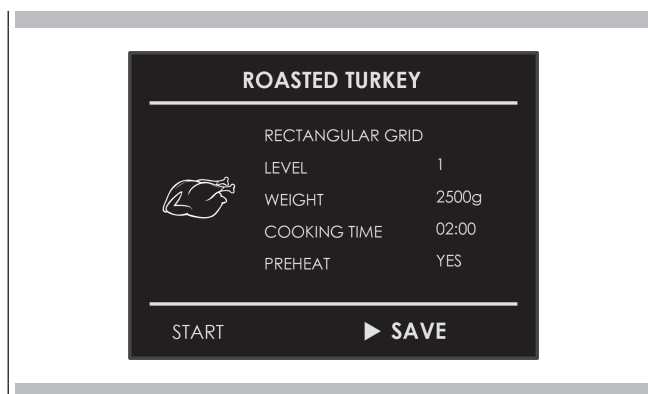 ROASTED TURKEY
RECTANGULAR GRID
LEVEL 1
WEIGHT 2500g
COOKING TIME 02:00
PREHEAT YES
START ▶ SAVE